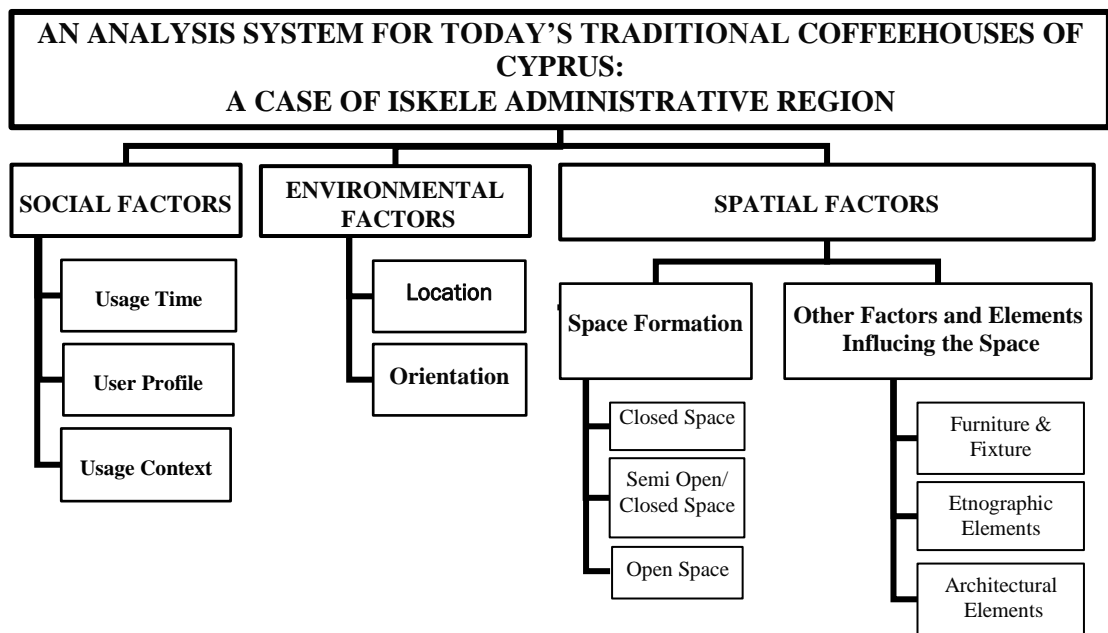 AN ANALYSIS SYSTEM FOR TODAY’S TRADITIONAL COFFEEHOUSES OF
CYPRUS:
A CASE OF ISKELE ADMINISTRATIVE REGION
SOCIAL FACTORS
Usage Time
User Profile
Usage Context
ENVIRONMENTAL
FACTORS
Location
Orientation
SPATIAL FACTORS
Space Formation
Closed Space
Semi Open/
Closed Space
Open Space
Other Factors and Elements
Influcing the Space
Furniture &
Fixture
Etnographic
Elements
Architectural
Elements